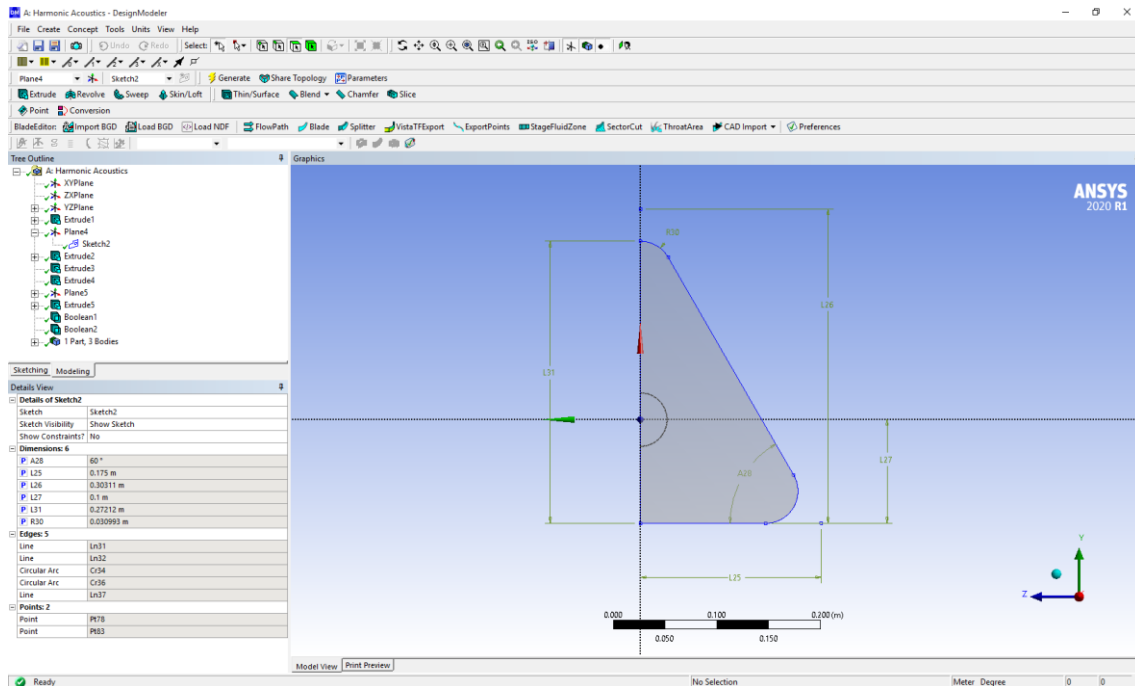 A: Harmonic Acoustics - DesignModeler
File Create Concept Tools Units View Help
Undo Redo Select:
Plane4 Sketch2 Generate Share Topology Parameters
Extrude Revolve Sweep Skin/Loft Thin/Surface Blend Chamfer Slice
Point Conversion
BladeEditor: Import BGD Load BGD Load NDF FlowPath Blade Splitter VistaTFExport ExportPoints StageFluidZone SectorCut ThroatArea CAD Import Preferences
Tree Outline
A: Harmonic Acoustics
XYPlane
ZXPlane
YZPlane
Extrude1
Plane4
Sketch2
Extrude2
Extrude3
Extrude4
Plane5
Extrude5
Boolean1
Boolean2
1 Part, 3 Bodies
Sketching Modeling
Details View
Details of Sketch2
Sketch Sketch2
Sketch Visibility Show Sketch
Show Constraints? No
Dimensions: 6
P A28 60 °
P L25 0.175 m
P L26 0.30311 m
P L27 0.1 m
P L31 0.27212 m
P R30 0.030993 m
Edges: 5
Line Ln31
Line Ln32
Circular Arc Cr34
Circular Arc Cr36
Line Ln37
Points: 2
Point Pt78
Point Pt83
Graphics
ANSYS
2020 R1
R30
L26
L31
L27
A28
L25
Y
Z
0.000 0.100 0.200 (m)
0.050 0.150
Model View Print Preview
Ready No Selection Meter Degree 0 0